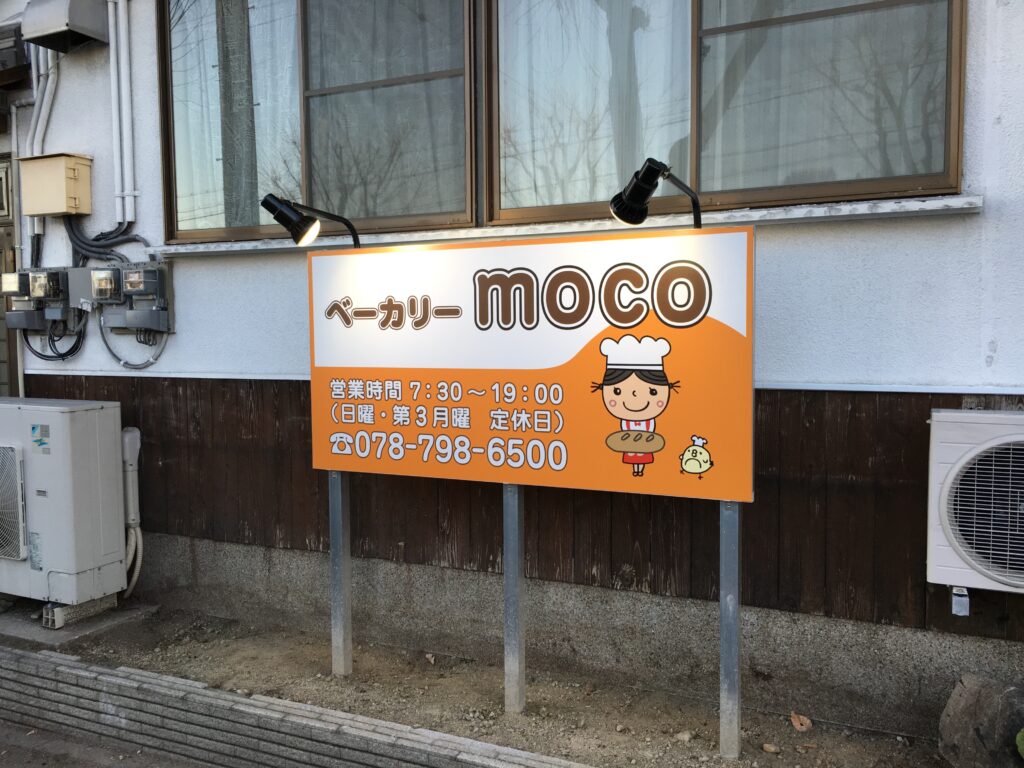 ベーカリー moco
営業時間 7:30～19:00
（日曜・第3月曜 定休日）
☎078-798-6500